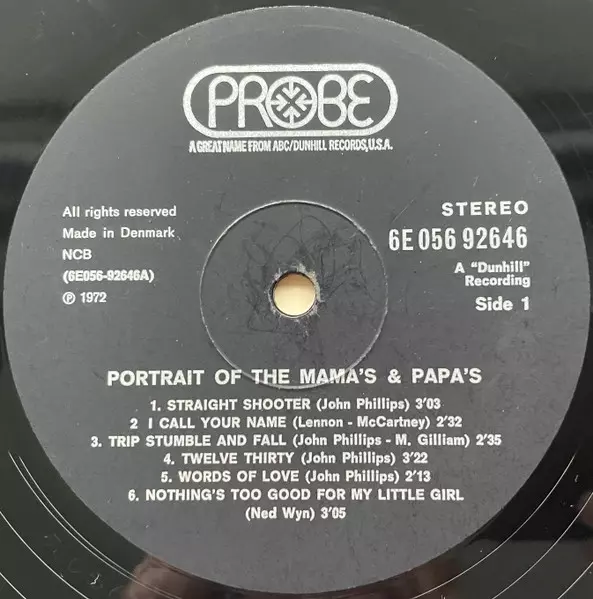 PROBE
A GREAT NAME FROM ABC/DUNHILL RECORDS, U.S.A.
All rights reserved
Made in Denmark
NCB
(6E056-92646A)
℗ 1972
STEREO
6E 056 92646
A "Dunhill"
Recording
Side 1
PORTRAIT OF THE MAMA'S & PAPA'S
1. STRAIGHT SHOOTER (John Phillips) 3'03
2 I CALL YOUR NAME (Lennon - McCartney) 2'32
3. TRIP STUMBLE AND FALL (John Phillips - M. Gilliam) 2'35
4. TWELVE THIRTY (John Phillips) 3'22
5. WORDS OF LOVE (John Phillips) 2'13
6. NOTHING'S TOO GOOD FOR MY LITTLE GIRL
(Ned Wyn) 3'05